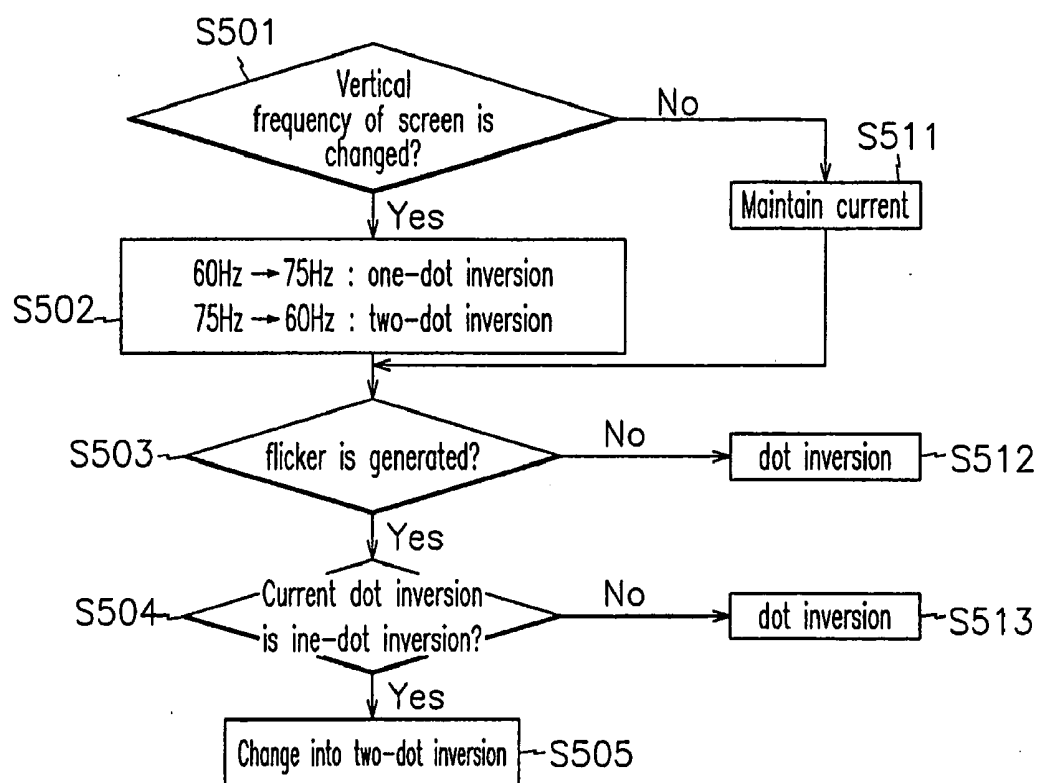 S501
Vertical
frequency of screen is
changed?
No
S511
Maintain current
Yes
S502
60Hz → 75Hz : one-dot inversion
75Hz → 60Hz : two-dot inversion
S503
flicker is generated?
No
dot inversion
S512
Yes
S504
Current dot inversion
is ine-dot inversion?
No
dot inversion
S513
Yes
Change into two-dot inversion
S505